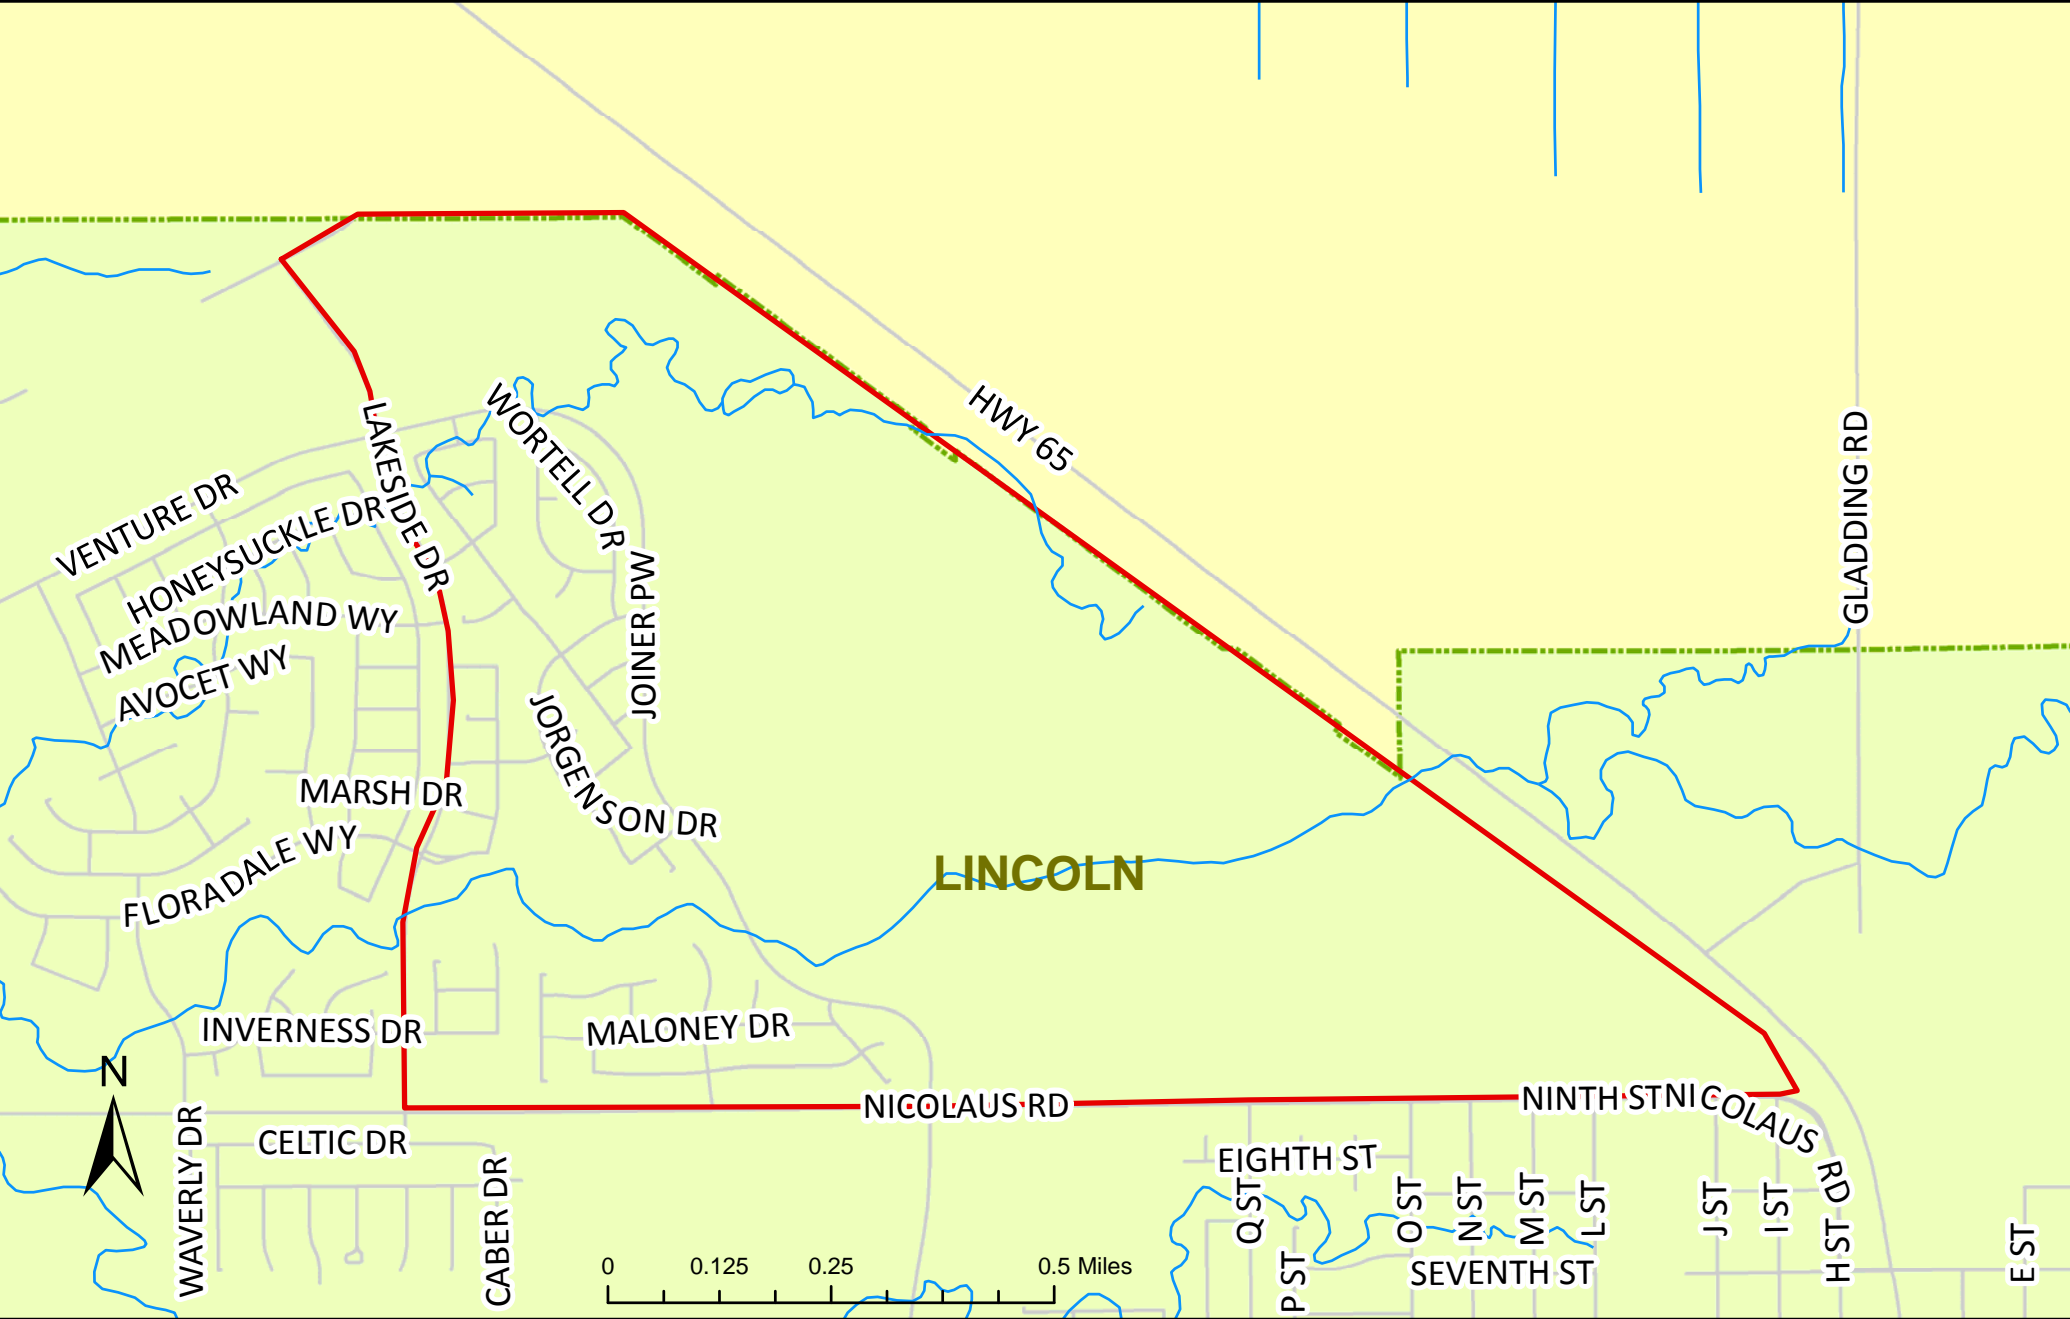 HWY 65
GLADDING RD
LAKESIDE DR
WORTELL DR
VENTURE DR
HONEYSUCKLE DR
MEADOWLAND WY
AVOCET WY
JOINER PW
JORGENSON DR
MARSH DR
FLORADALE WY
LINCOLN
INVERNESS DR
MALONEY DR
N
NICOLAUS RD
NINTH ST
NICOLAUS RD
CELTIC DR
WAVERLY DR
CABER DR
EIGHTH ST
Q ST
O ST
N ST
M ST
L ST
J ST
I ST
H ST
E ST
P ST
SEVENTH ST
0 0.125 0.25 0.5 Miles